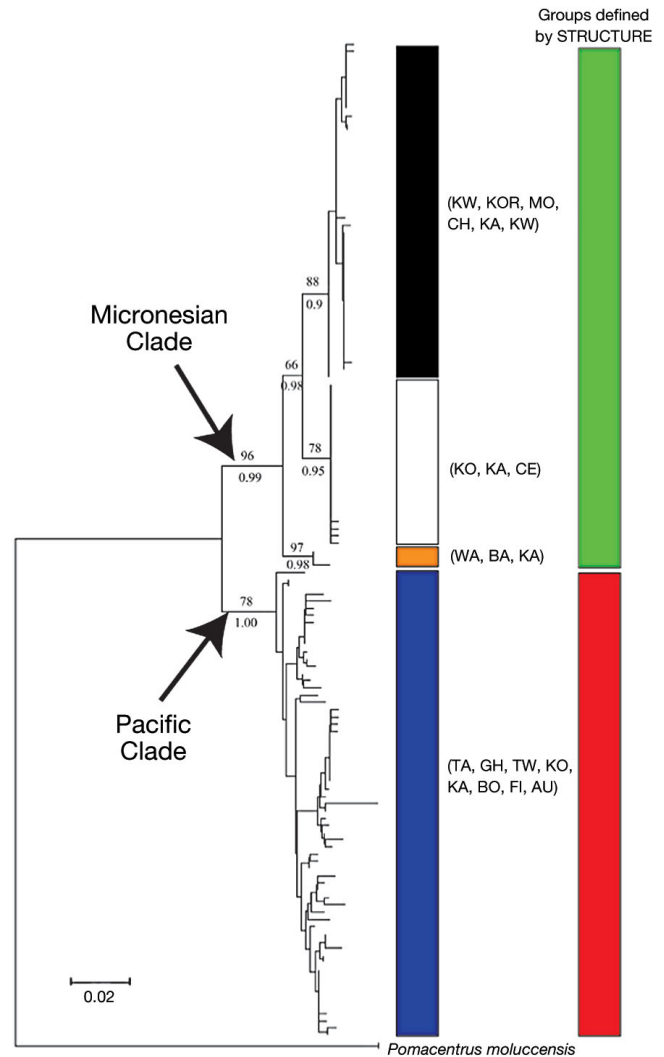 Groups defined
by STRUCTURE
(KW, KOR, MO,
CH, KA, KW)
88
0.9
Micronesian
Clade
66
0.98
78
0.95
96
0.99
(KO, KA, CE)
97
0.98
(WA, BA, KA)
78
1.00
Pacific
Clade
(TA, GH, TW, KO,
KA, BO, FI, AU)
0.02
Pomacentrus moluccensis